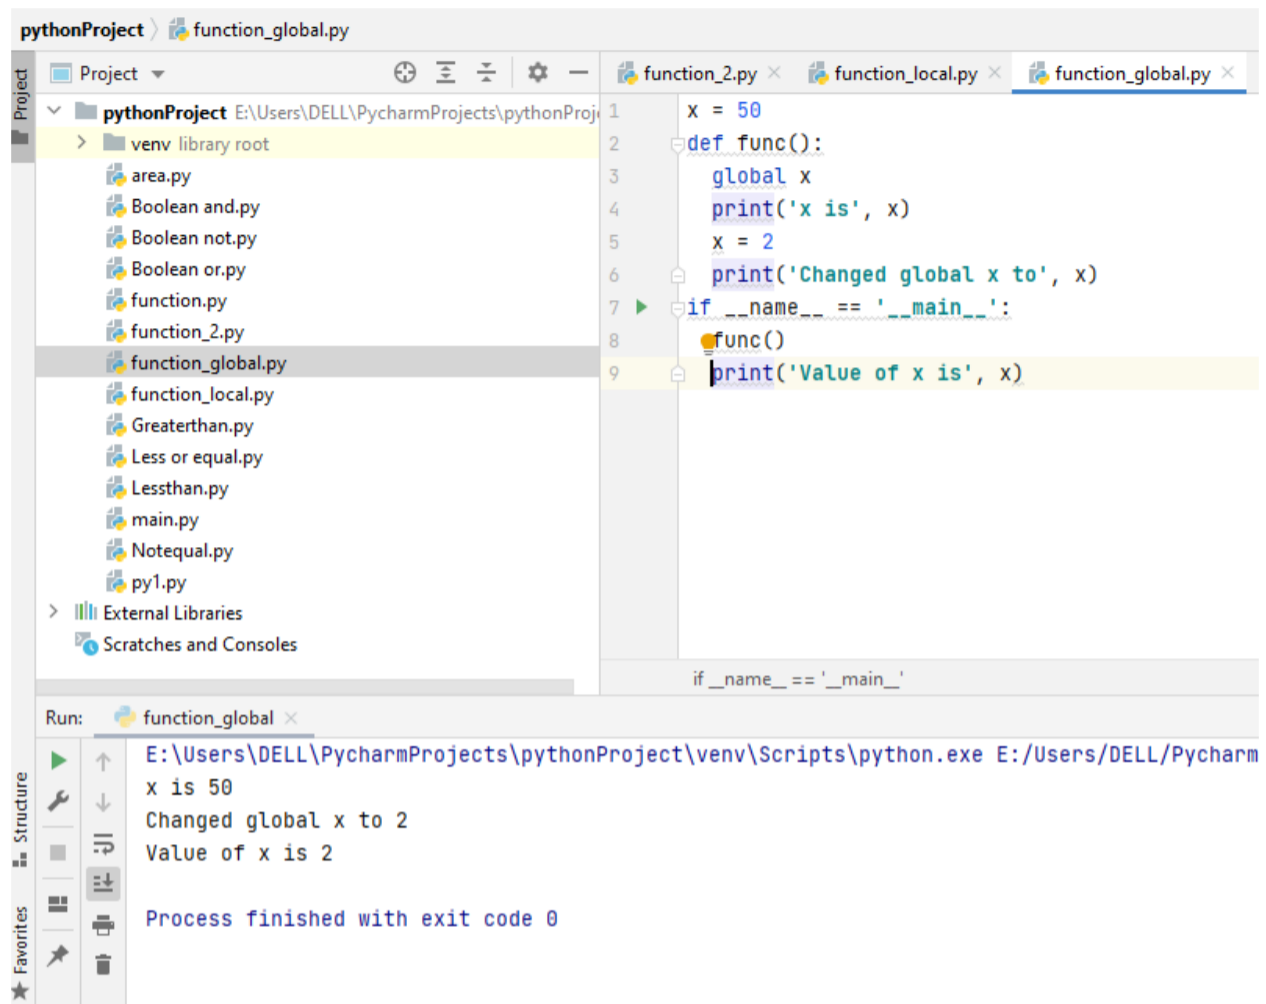 pythonProject function_global.py
Project
Project
function_2.py
function_local.py
function_global.py
pythonProject E:\Users\DELL\PycharmProjects\pythonProj
venv library root
area.py
Boolean and.py
Boolean not.py
Boolean or.py
function.py
function_2.py
function_global.py
function_local.py
Greaterthan.py
Less or equal.py
Lessthan.py
main.py
Notequal.py
py1.py
External Libraries
Scratches and Consoles
1 x = 50
2 def func():
3 global x
4 print('x is', x)
5 x = 2
6 print('Changed global x to', x)
7 if __name__ == '__main__':
8 func()
9 print('Value of x is', x)
if __name__ == '__main__'
Run: function_global
E:\Users\DELL\PycharmProjects\pythonProject\venv\Scripts\python.exe E:/Users/DELL/Pycharm
x is 50
Changed global x to 2
Value of x is 2
Process finished with exit code 0
Structure
Favorites